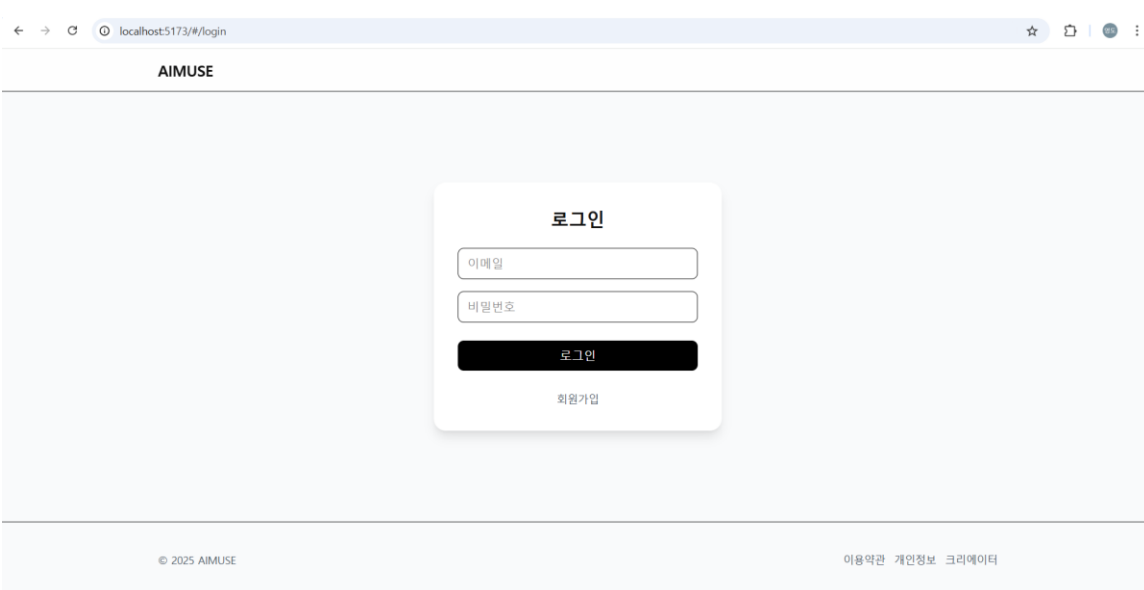 localhost:5173/#/login
AIMUSE
로그인
이메일
비밀번호
로그인
회원가입
© 2025 AIMUSE
이용약관 개인정보 크리에이터